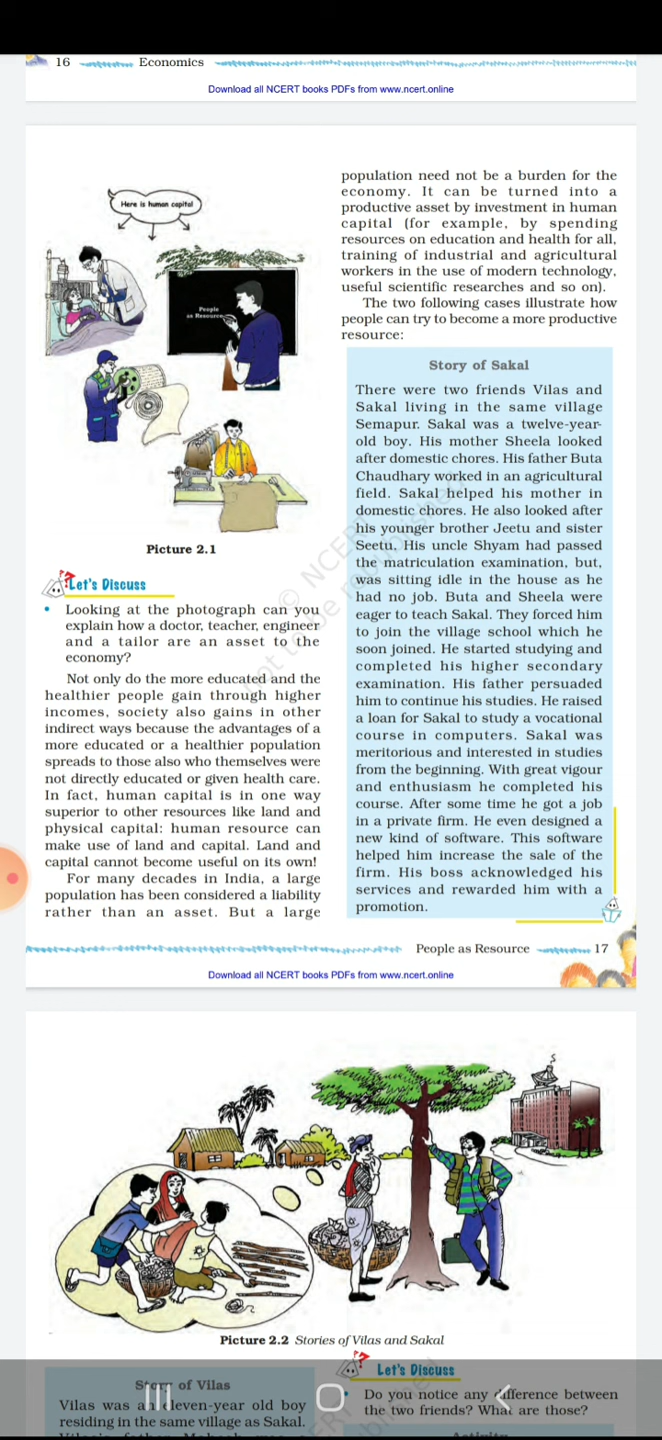 16 Economics
Download all NCERT books PDFs from www.ncert.online
Here is human capital
People
as Resource
Picture 2.1
Let's Discuss
• Looking at the photograph can you
explain how a doctor, teacher, engineer
and a tailor are an asset to the
economy?
Not only do the more educated and the
healthier people gain through higher
incomes, society also gains in other
indirect ways because the advantages of a
more educated or a healthier population
spreads to those also who themselves were
not directly educated or given health care.
In fact, human capital is in one way
superior to other resources like land and
physical capital: human resource can
make use of land and capital. Land and
capital cannot become useful on its own!
For many decades in India, a large
population has been considered a liability
rather than an asset. But a large
population need not be a burden for the
economy. It can be turned into a
productive asset by investment in human
capital (for example, by spending
resources on education and health for all,
training of industrial and agricultural
workers in the use of modern technology,
useful scientific researches and so on).
The two following cases illustrate how
people can try to become a more productive
resource:
Story of Sakal
There were two friends Vilas and
Sakal living in the same village
Semapur. Sakal was a twelve-year-
old boy. His mother Sheela looked
after domestic chores. His father Buta
Chaudhary worked in an agricultural
field. Sakal helped his mother in
domestic chores. He also looked after
his younger brother Jeetu and sister
Seetu. His uncle Shyam had passed
the matriculation examination, but,
was sitting idle in the house as he
had no job. Buta and Sheela were
eager to teach Sakal. They forced him
to join the village school which he
soon joined. He started studying and
completed his higher secondary
examination. His father persuaded
him to continue his studies. He raised
a loan for Sakal to study a vocational
course in computers. Sakal was
meritorious and interested in studies
from the beginning. With great vigour
and enthusiasm he completed his
course. After some time he got a job
in a private firm. He even designed a
new kind of software. This software
helped him increase the sale of the
firm. His boss acknowledged his
services and rewarded him with a
promotion.
© NCERT
not to be republished
People as Resource 17
Download all NCERT books PDFs from www.ncert.online
Picture 2.2 Stories of Vilas and Sakal
Story of Vilas
Vilas was an eleven-year old boy
residing in the same village as Sakal.
Let's Discuss
• Do you notice any difference between
the two friends? What are those?